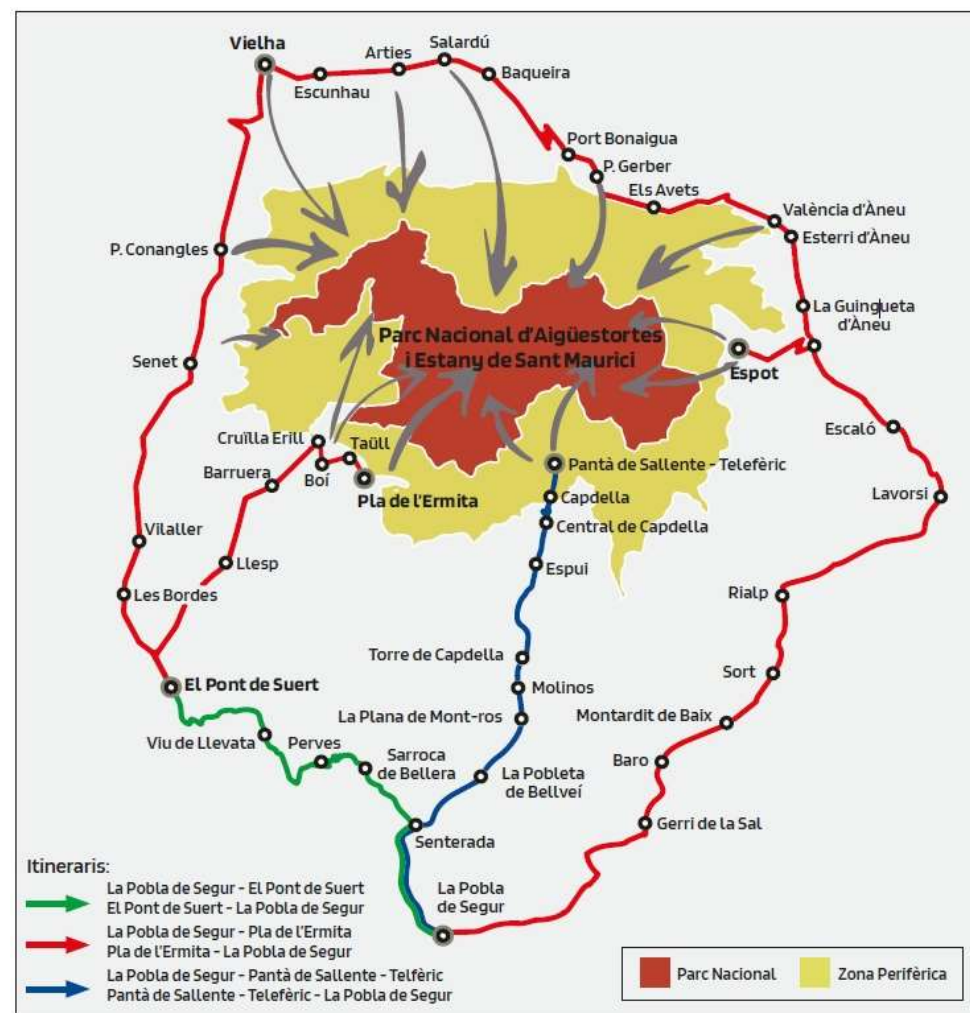 Vielha
Escunhau
Arties
Salardú
Baqueira
Port Bonaigua
P. Gerber
Els Avets
València d'Àneu
Esterri d'Àneu
La Guingueta
d'Àneu
P. Conangles
Senet
Parc Nacional d'Aigüestortes
i Estany de Sant Maurici
Espot
Escaló
Lavorsi
Cruïlla Erill
Taüll
Boí
Barruera
Pla de l'Ermita
Pantà de Sallente - Telefèric
Capdella
Central de Capdella
Vilaller
Llesp
Espui
Les Bordes
Rialp
Torre de Capdella
Sort
El Pont de Suert
Molinos
La Plana de Mont-ros
Montardit de Baix
Viu de Llevata
Perves
Sarroca
de Bellera
La Pobleta
de Bellveí
Baro
Gerri de la Sal
Senterada
La Pobla
de Segur
Itineraris:
La Pobla de Segur - El Pont de Suert
El Pont de Suert - La Pobla de Segur
La Pobla de Segur - Pla de l'Ermita
Pla de l'Ermita - La Pobla de Segur
La Pobla de Segur - Pantà de Sallente - Telfèric
Pantà de Sallente - Telefèric - La Pobla de Segur
Parc Nacional
Zona Perifèrica